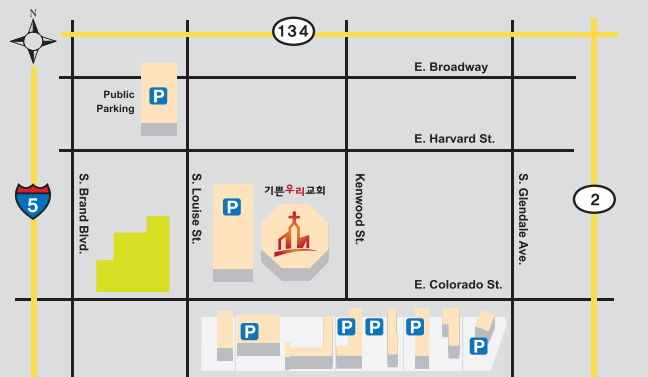 N
134
E. Broadway
P
Public
Parking
E. Harvard St.
S. Brand Blvd.
S. Louise St.
기쁜우리교회
Kenwood St.
S. Glendale Ave.
5
2
P
E. Colorado St.
P
P
P
P
P